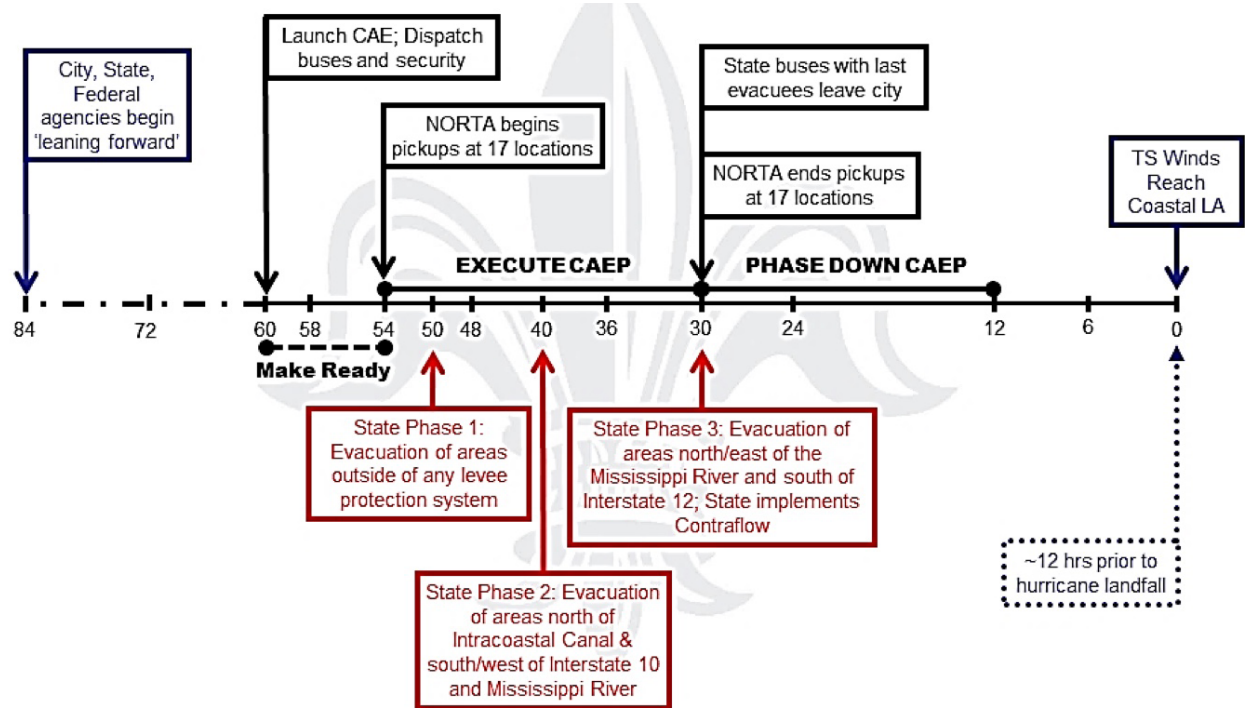 City, State,
Federal
agencies begin
‘leaning forward’
Launch CAE; Dispatch
buses and security
NORTA begins
pickups at 17 locations
State buses with last
evacuees leave city
NORTA ends pickups
at 17 locations
TS Winds
Reach
Coastal LA
EXECUTE CAEP
PHASE DOWN CAEP
84 72 60 58 54 50 48 40 36 30 24 12 6 0
Make Ready
State Phase 1:
Evacuation of areas
outside of any levee
protection system
State Phase 2: Evacuation
of areas north of
Intracoastal Canal &
south/west of Interstate 10
and Mississippi River
State Phase 3: Evacuation of
areas north/east of the
Mississippi River and south of
Interstate 12; State implements
Contraflow
~12 hrs prior to
hurricane landfall